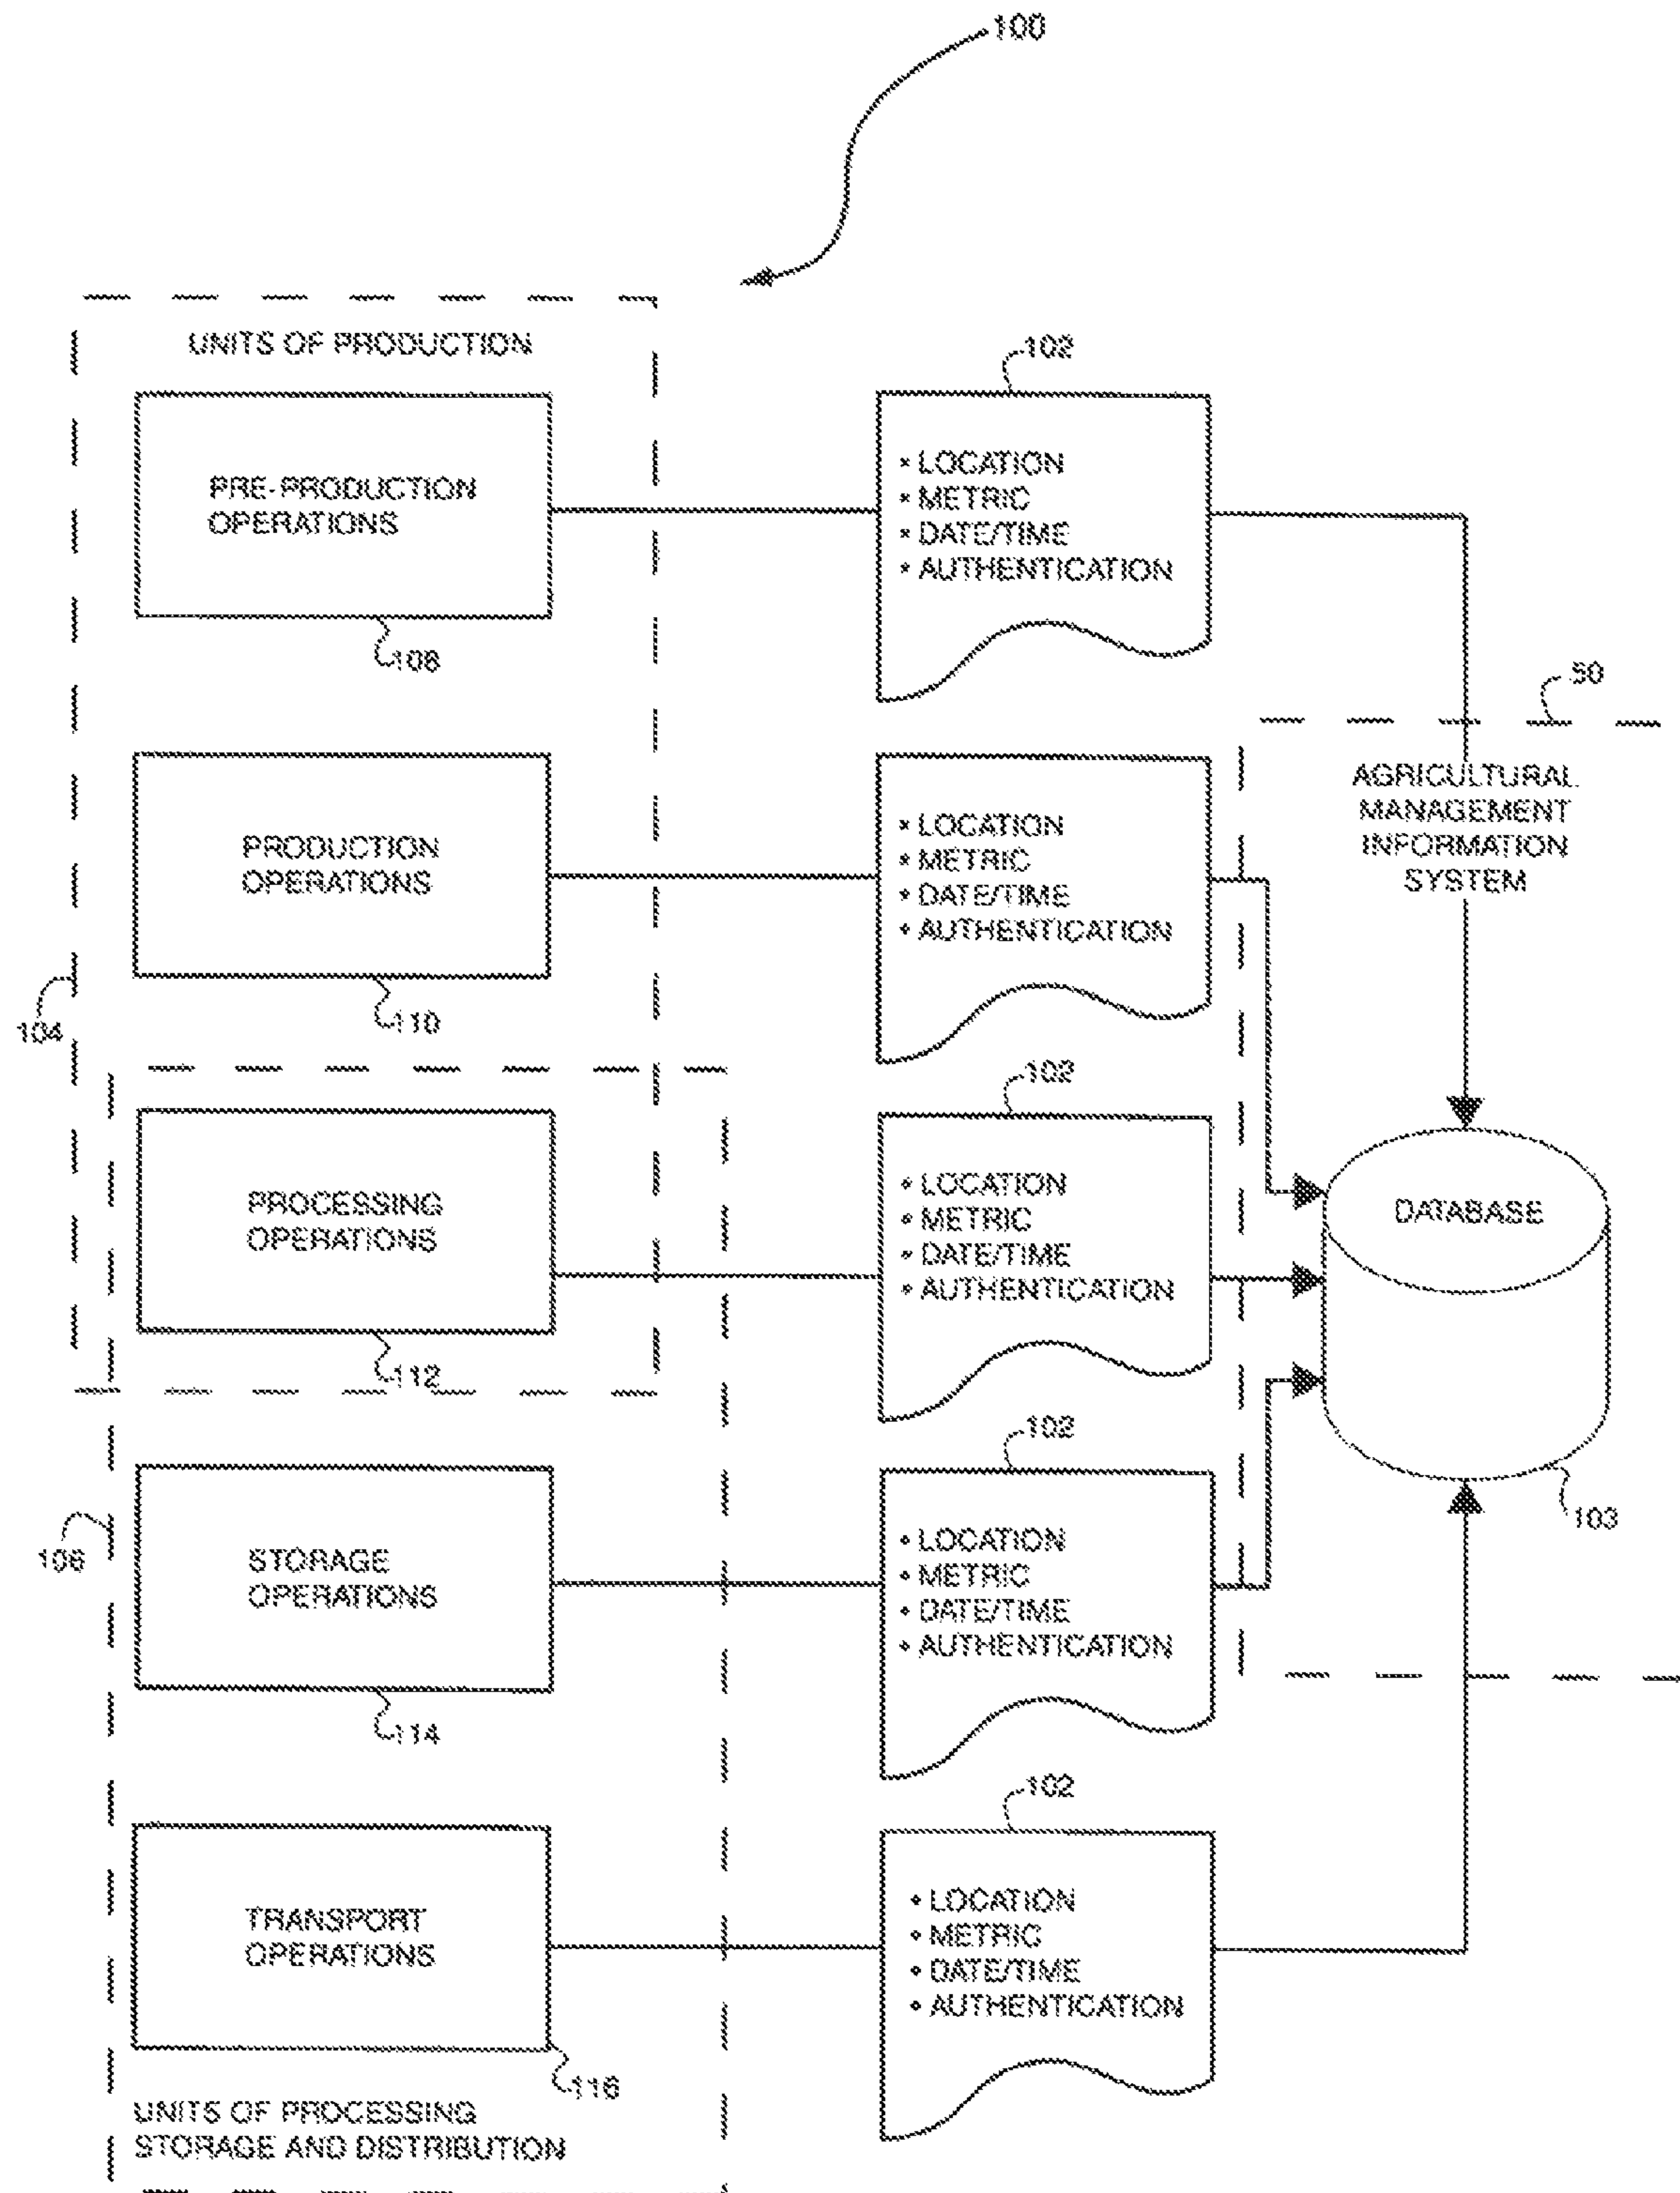 100
UNITS OF PRODUCTION
102
PRE-PRODUCTION
OPERATIONS
• LOCATION
• METRIC
• DATE/TIME
• AUTHENTICATION
108
50
AGRICULTURAL
MANAGEMENT
INFORMATION
SYSTEM
PRODUCTION
OPERATIONS
• LOCATION
• METRIC
• DATE/TIME
• AUTHENTICATION
104
110
102
PROCESSING
OPERATIONS
• LOCATION
• METRIC
• DATE/TIME
• AUTHENTICATION
DATABASE
112
102
103
106
STORAGE
OPERATIONS
• LOCATION
• METRIC
• DATE/TIME
• AUTHENTICATION
114
102
TRANSPORT
OPERATIONS
• LOCATION
• METRIC
• DATE/TIME
• AUTHENTICATION
116
UNITS OF PROCESSING
STORAGE AND DISTRIBUTION